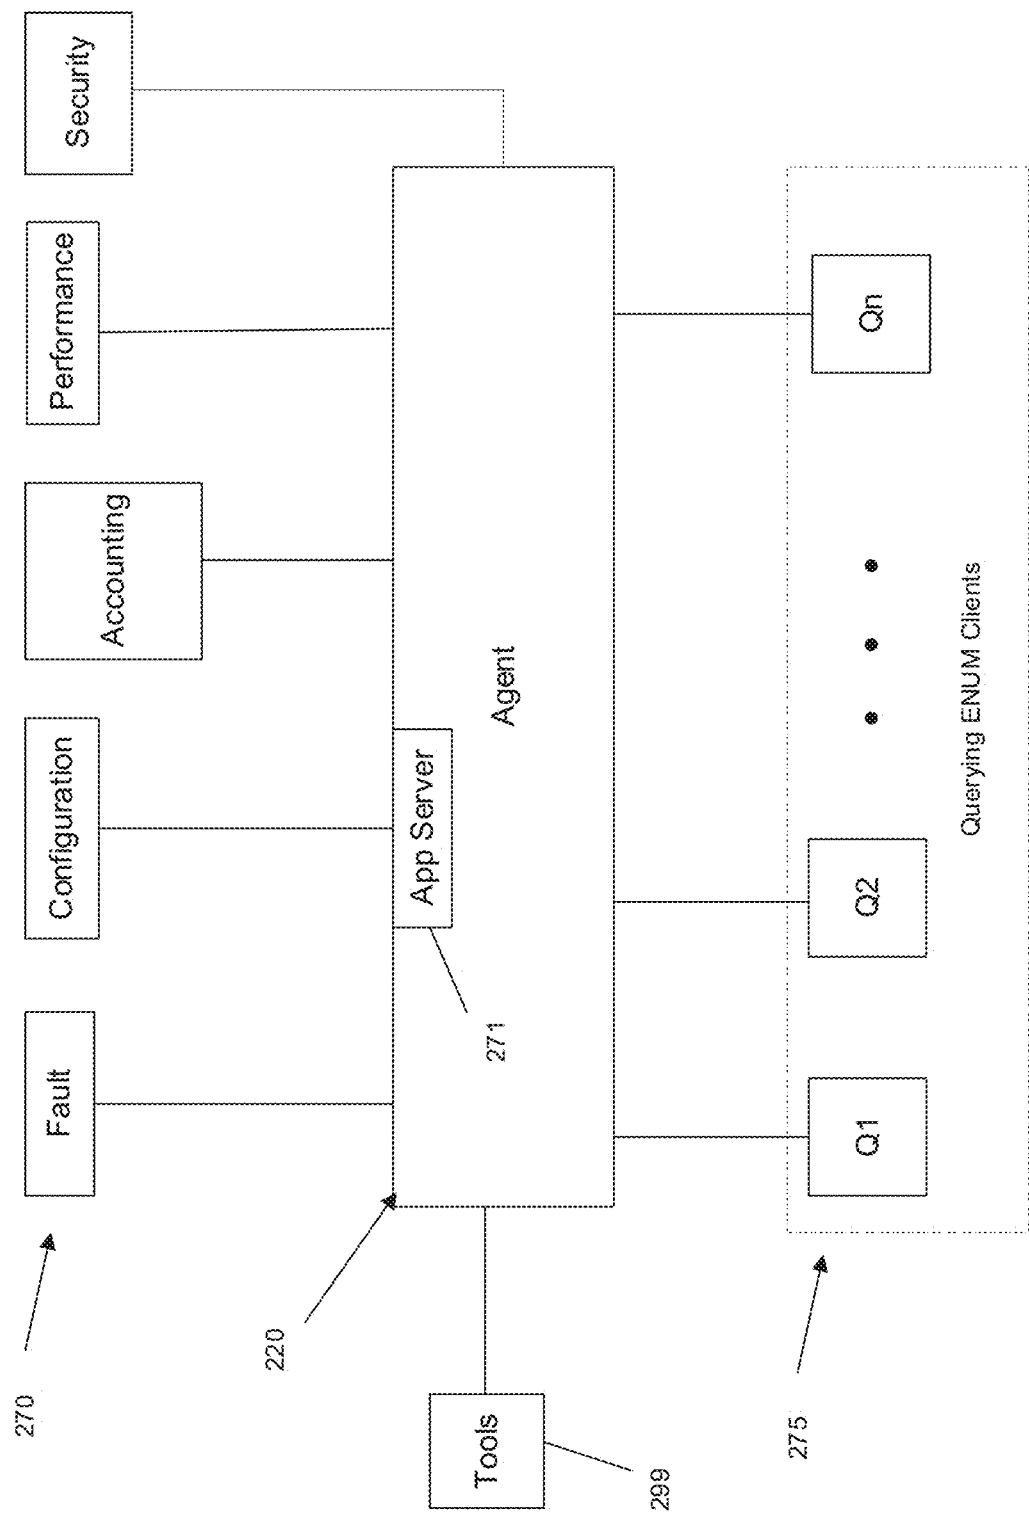 270
Fault
Configuration
Accounting
Performance
Security
220
App Server
271
Agent
Tools
299
275
Q1
Q2
Qn
Querying ENUM Clients